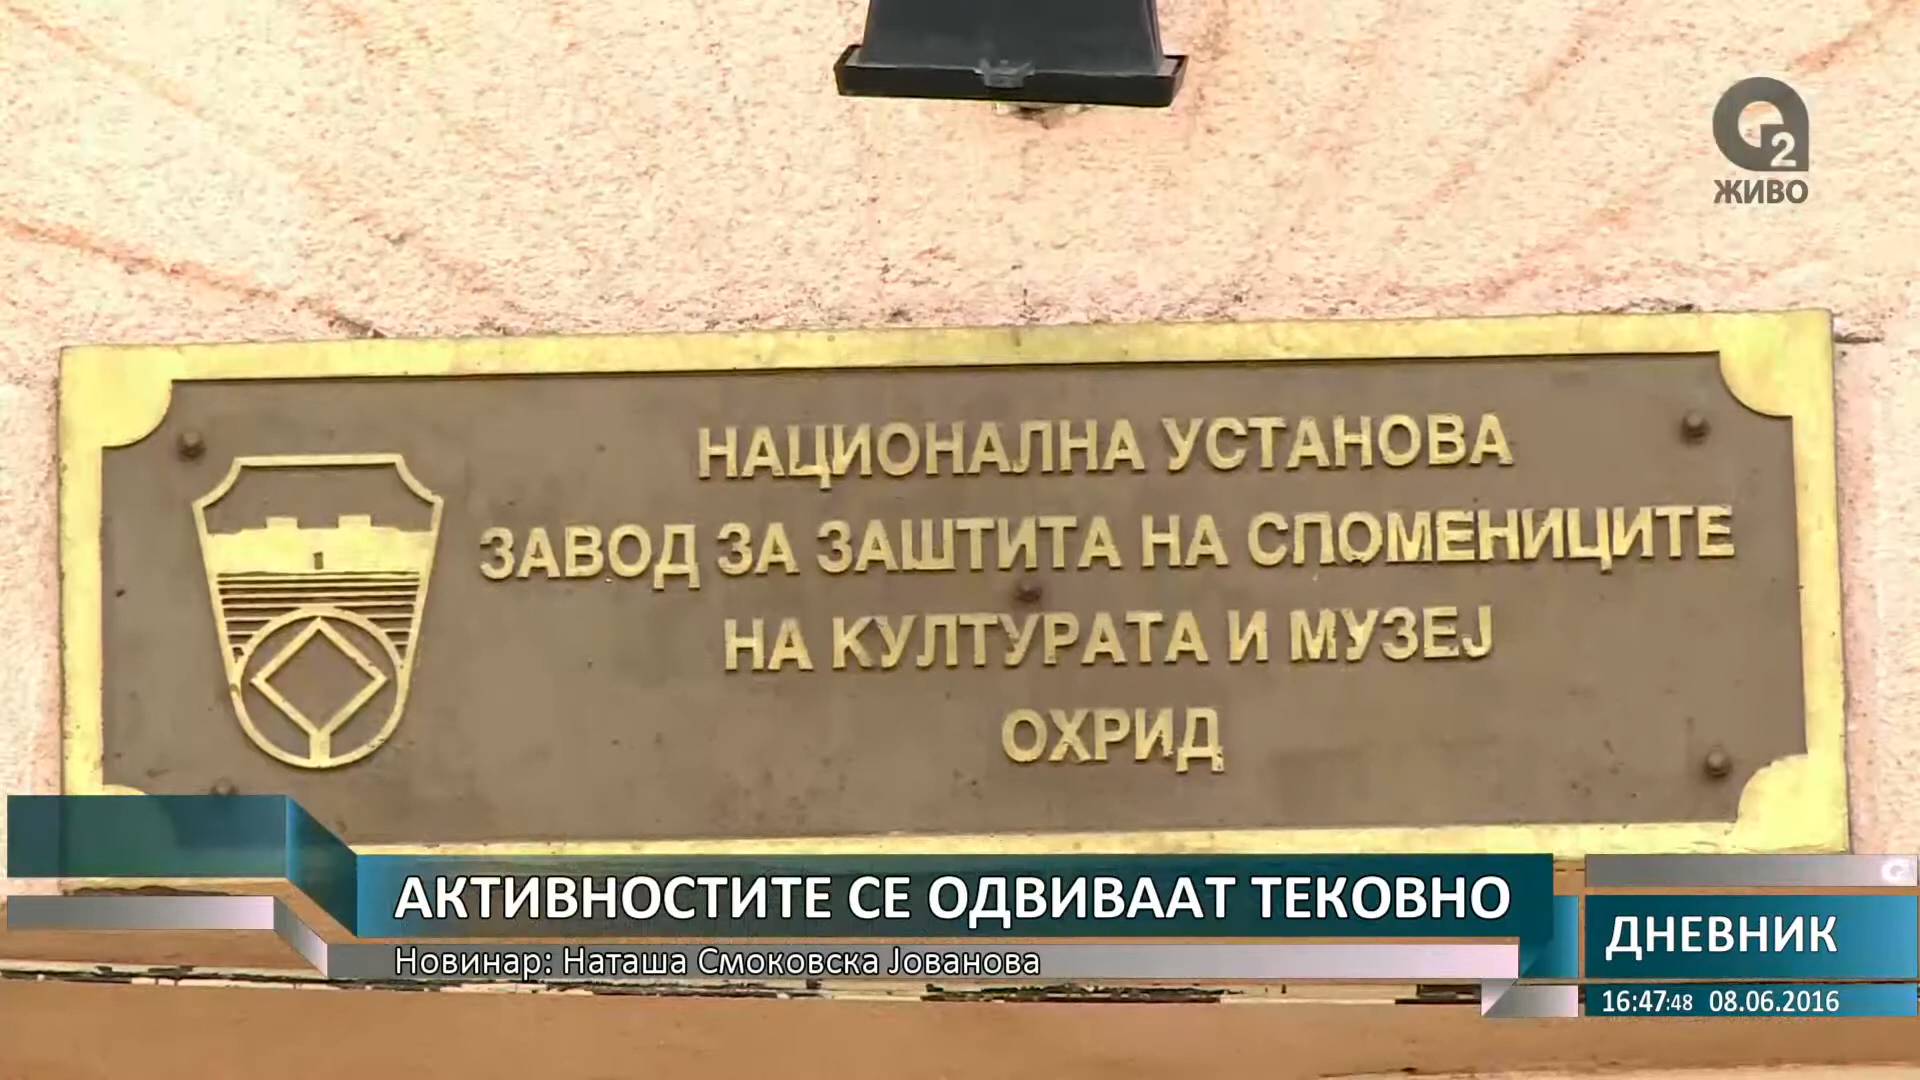 2
ЖИВО
НАЦИОНАЛНА УСТАНОВА
ЗАВОД ЗА ЗАШТИТА НА СПОМЕНИЦИТЕ
НА КУЛТУРАТА И МУЗЕЈ
ОХРИД
АКТИВНОСТИТЕ СЕ ОДВИВААТ ТЕКОВНО
Новинар: Наташа Смоковска Јованова
ДНЕВНИК
16:47:48 08.06.2016